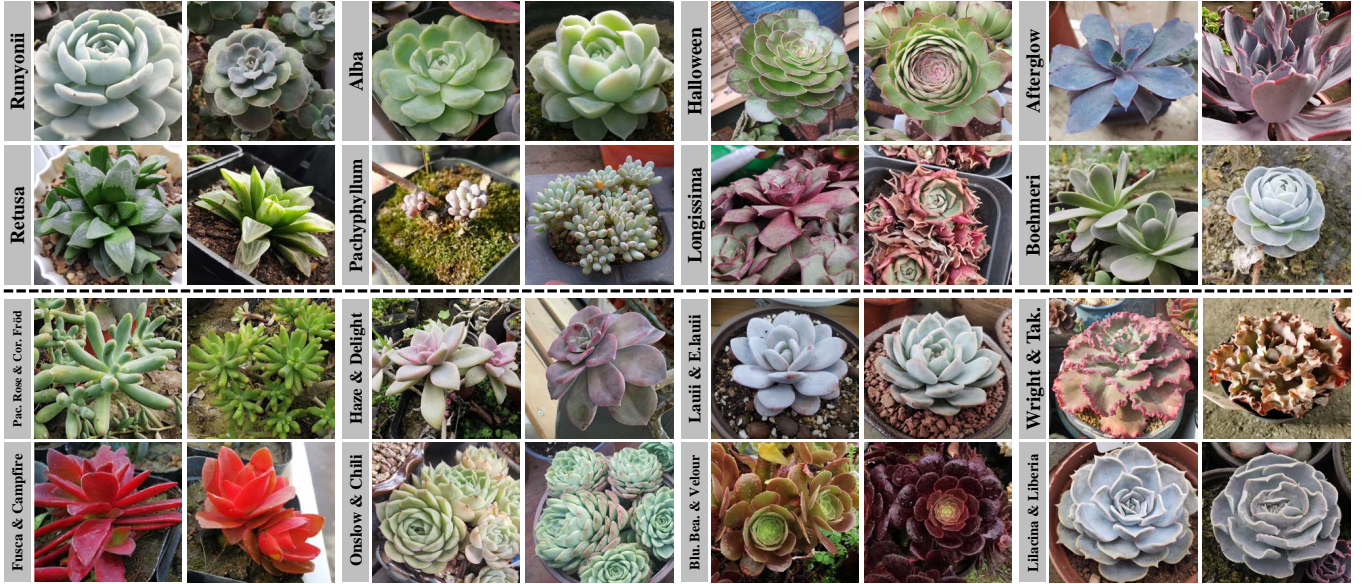 Runyonii
Alba
Halloween
Afterglow
Retusa
Pachyphyllum
Longissima
Boehmeri
Pac. Rose & Cor. Fröd
Haze & Delight
Lauii & E.lauii
Wright & Tak.
Fusca & Campfire
Onslow & Chili
Blu. Bea. & Velour
Lilacina & Liberia